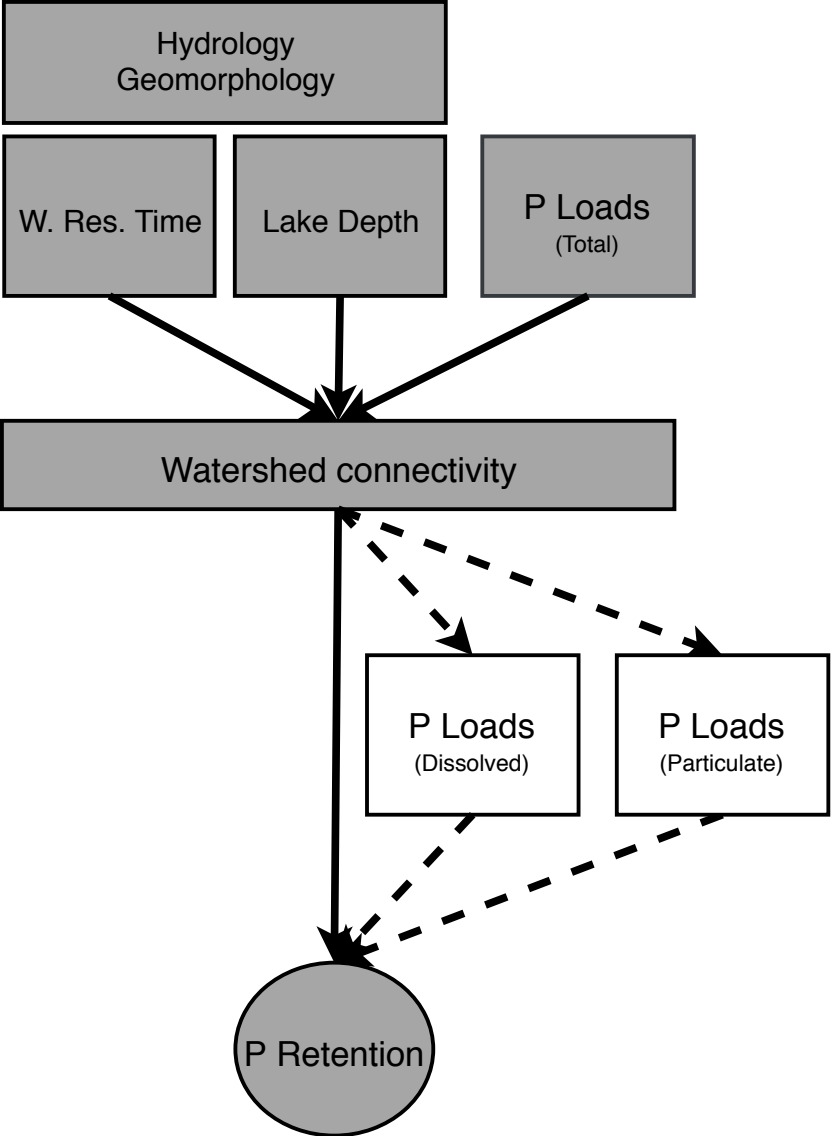 Hydrology
Geomorphology
W. Res. Time
Lake Depth
P Loads
(Total)
Watershed connectivity
P Loads
(Dissolved)
P Loads
(Particulate)
P Retention